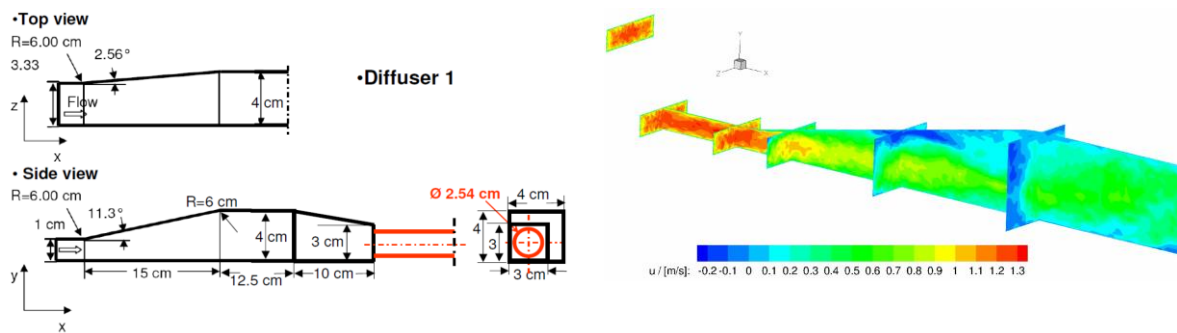 •Top view
R=6.00 cm
2.56°
3.33
•Diffuser 1
z
Flow
4 cm
x
• Side view
R=6.00 cm
Ø 2.54 cm
4 cm
11.3°
R=6 cm
1 cm
4 cm
3 cm
4
3
15 cm
12.5 cm
10 cm
3 cm
y
x
Y
Z
X
u / [m/s]: -0.2 -0.1 0 0.1 0.2 0.3 0.4 0.5 0.6 0.7 0.8 0.9 1 1.1 1.2 1.3